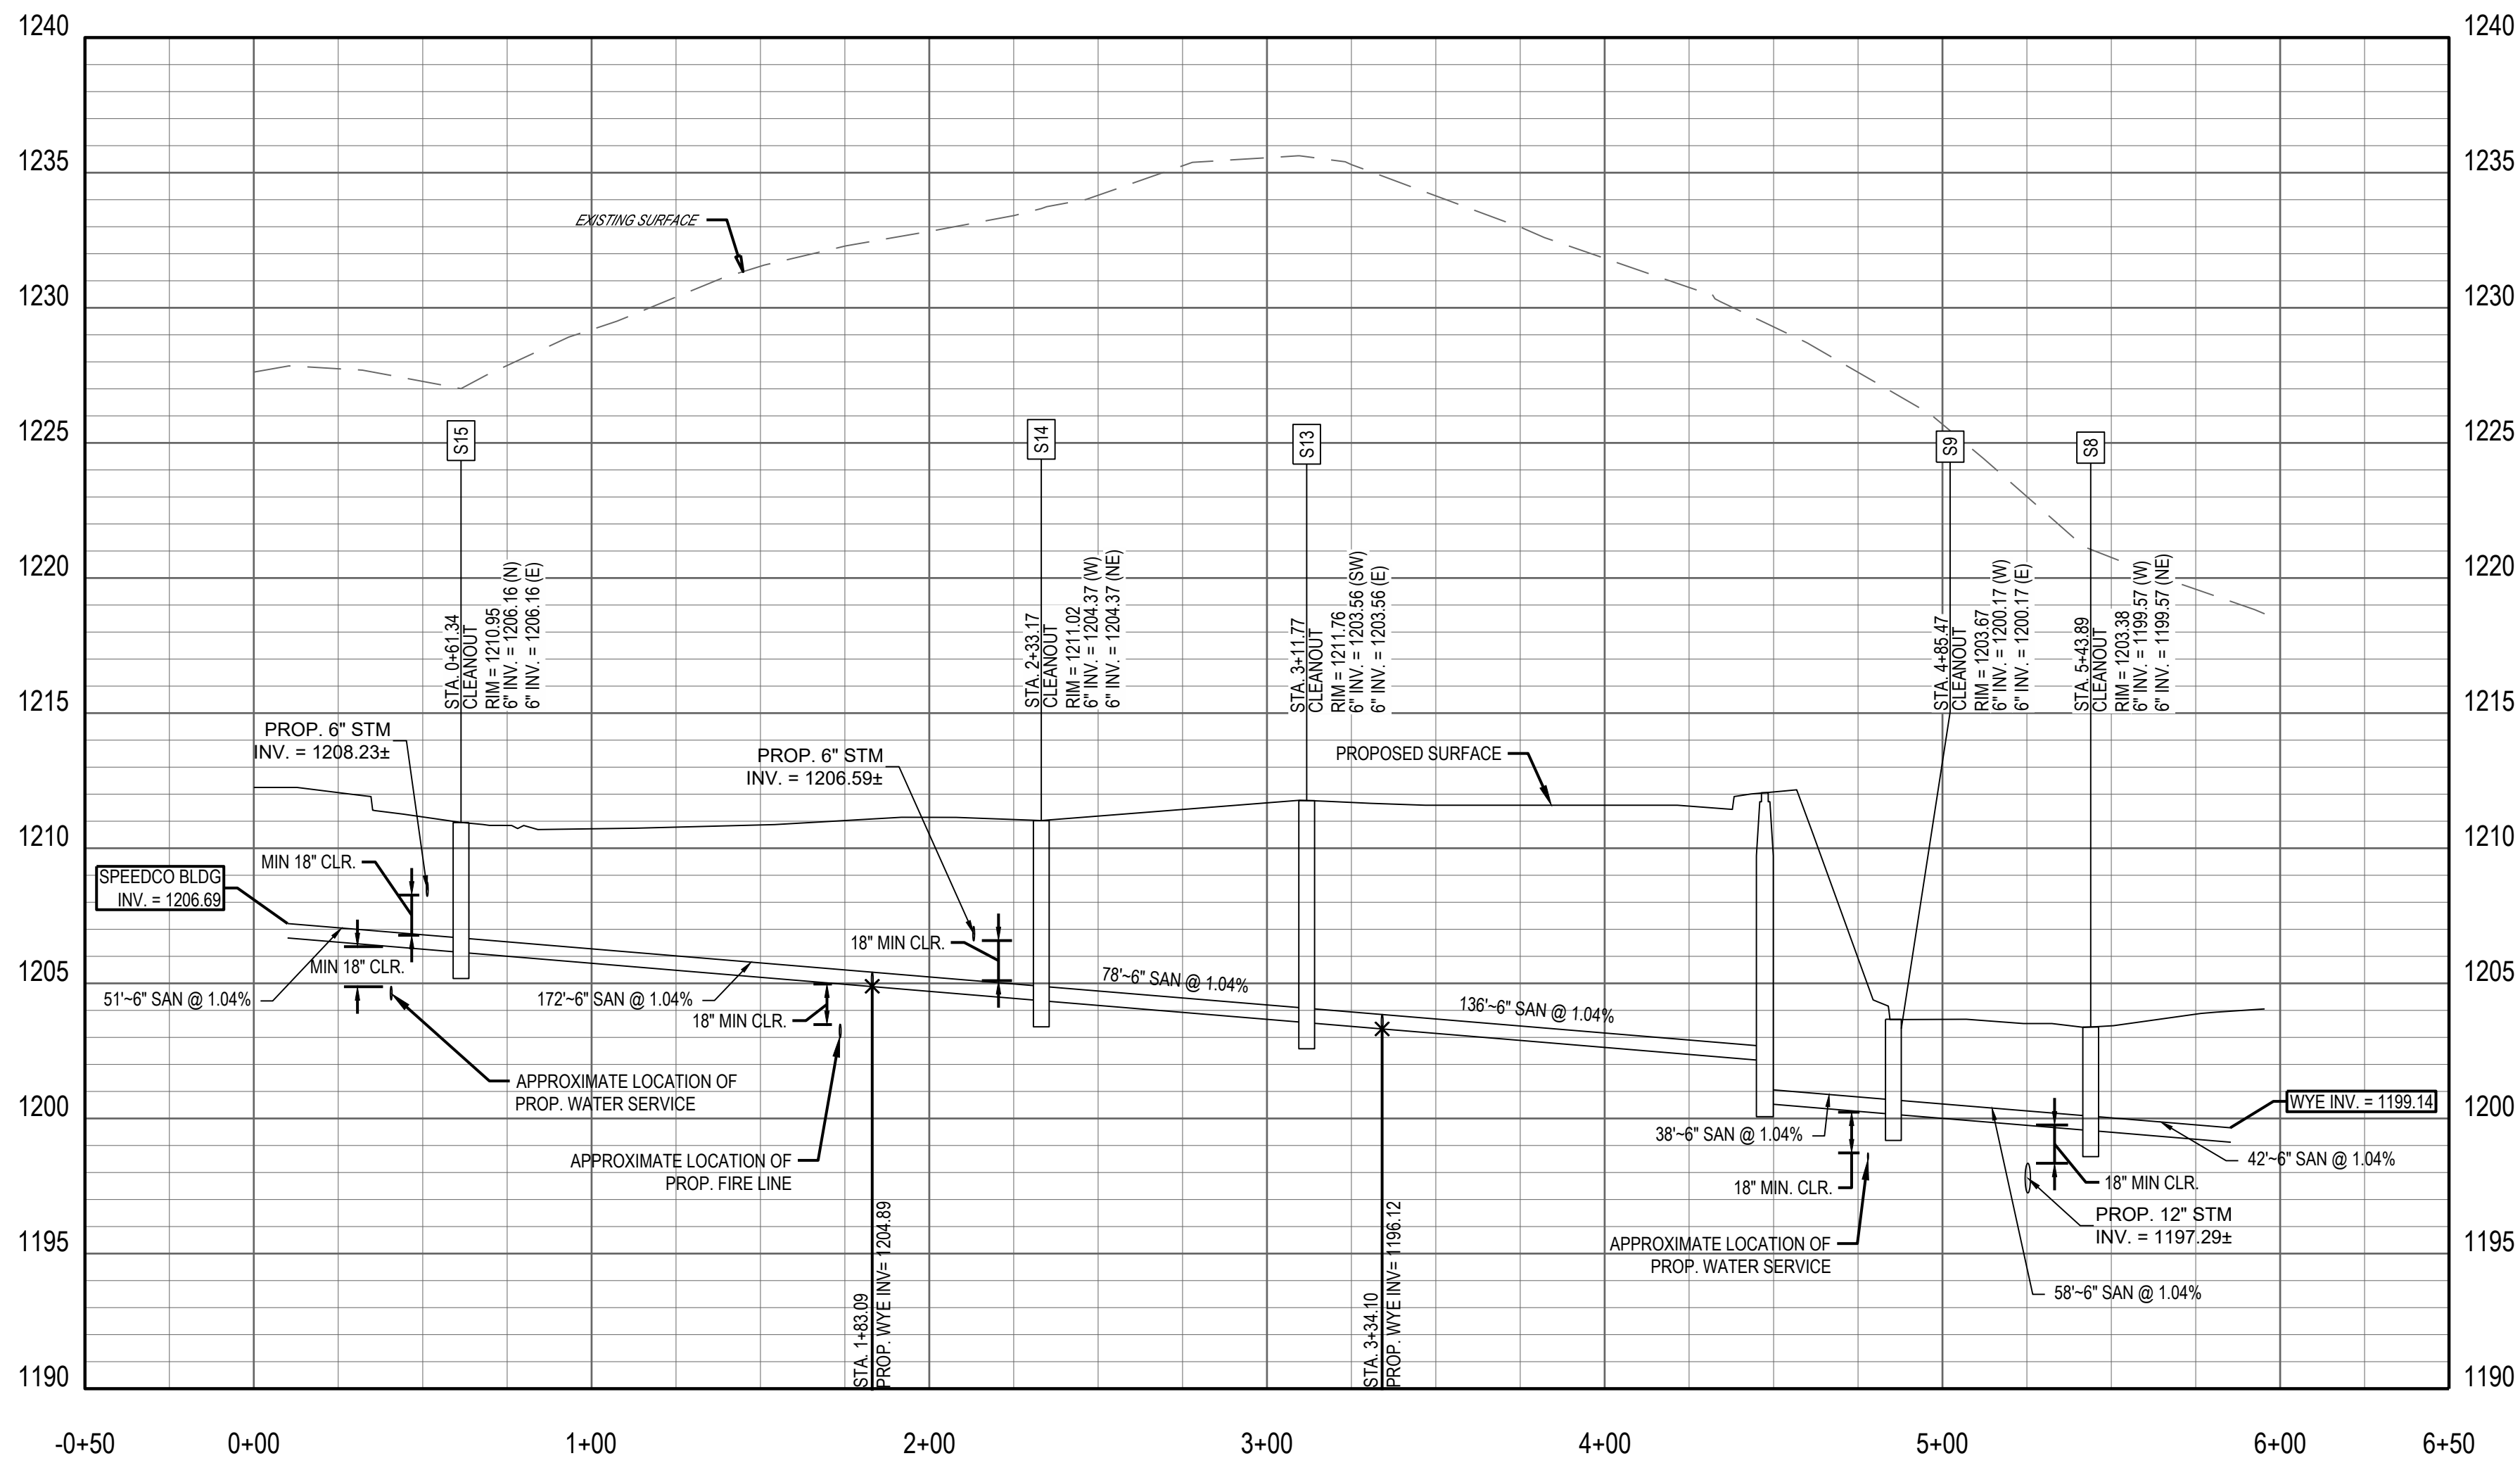 1240
1240
1235
1235
EXISTING SURFACE
1230
1230
1225
1225
S15
S14
S13
S9
S8
1220
1220
STA. 0+61.34
CLEANOUT
RIM = 1210.95
6" INV. = 1206.16 (N)
6" INV. = 1206.16 (E)
STA. 2+33.17
CLEANOUT
RIM = 1211.02
6" INV. = 1204.37 (W)
6" INV. = 1204.37 (NE)
STA. 3+11.77
CLEANOUT
RIM = 1211.76
6" INV. = 1203.56 (SW)
6" INV. = 1203.56 (E)
STA. 4+85.47
CLEANOUT
RIM = 1203.67
6" INV. = 1200.17 (W)
6" INV. = 1200.17 (E)
STA. 5+43.89
CLEANOUT
RIM = 1203.38
6" INV. = 1199.57 (W)
6" INV. = 1199.57 (NE)
1215
1215
PROP. 6" STM
INV. = 1208.23±
PROP. 6" STM
INV. = 1206.59±
PROPOSED SURFACE
1210
1210
MIN 18" CLR.
SPEEDCO BLDG
INV. = 1206.69
18" MIN CLR.
MIN 18" CLR.
1205
1205
51'~6" SAN @ 1.04%
172'~6" SAN @ 1.04%
78'~6" SAN @ 1.04%
136'~6" SAN @ 1.04%
18" MIN CLR.
APPROXIMATE LOCATION OF
PROP. WATER SERVICE
1200
1200
WYE INV. = 1199.14
38'~6" SAN @ 1.04%
42'~6" SAN @ 1.04%
APPROXIMATE LOCATION OF
PROP. FIRE LINE
18" MIN. CLR.
18" MIN CLR.
PROP. 12" STM
INV. = 1197.29±
1195
1195
APPROXIMATE LOCATION OF
PROP. WATER SERVICE
58'~6" SAN @ 1.04%
STA. 1+83.09
PROP. WYE INV= 1204.89
STA. 3+34.10
PROP. WYE INV= 1196.12
1190
1190
-0+50
0+00
1+00
2+00
3+00
4+00
5+00
6+00
6+50